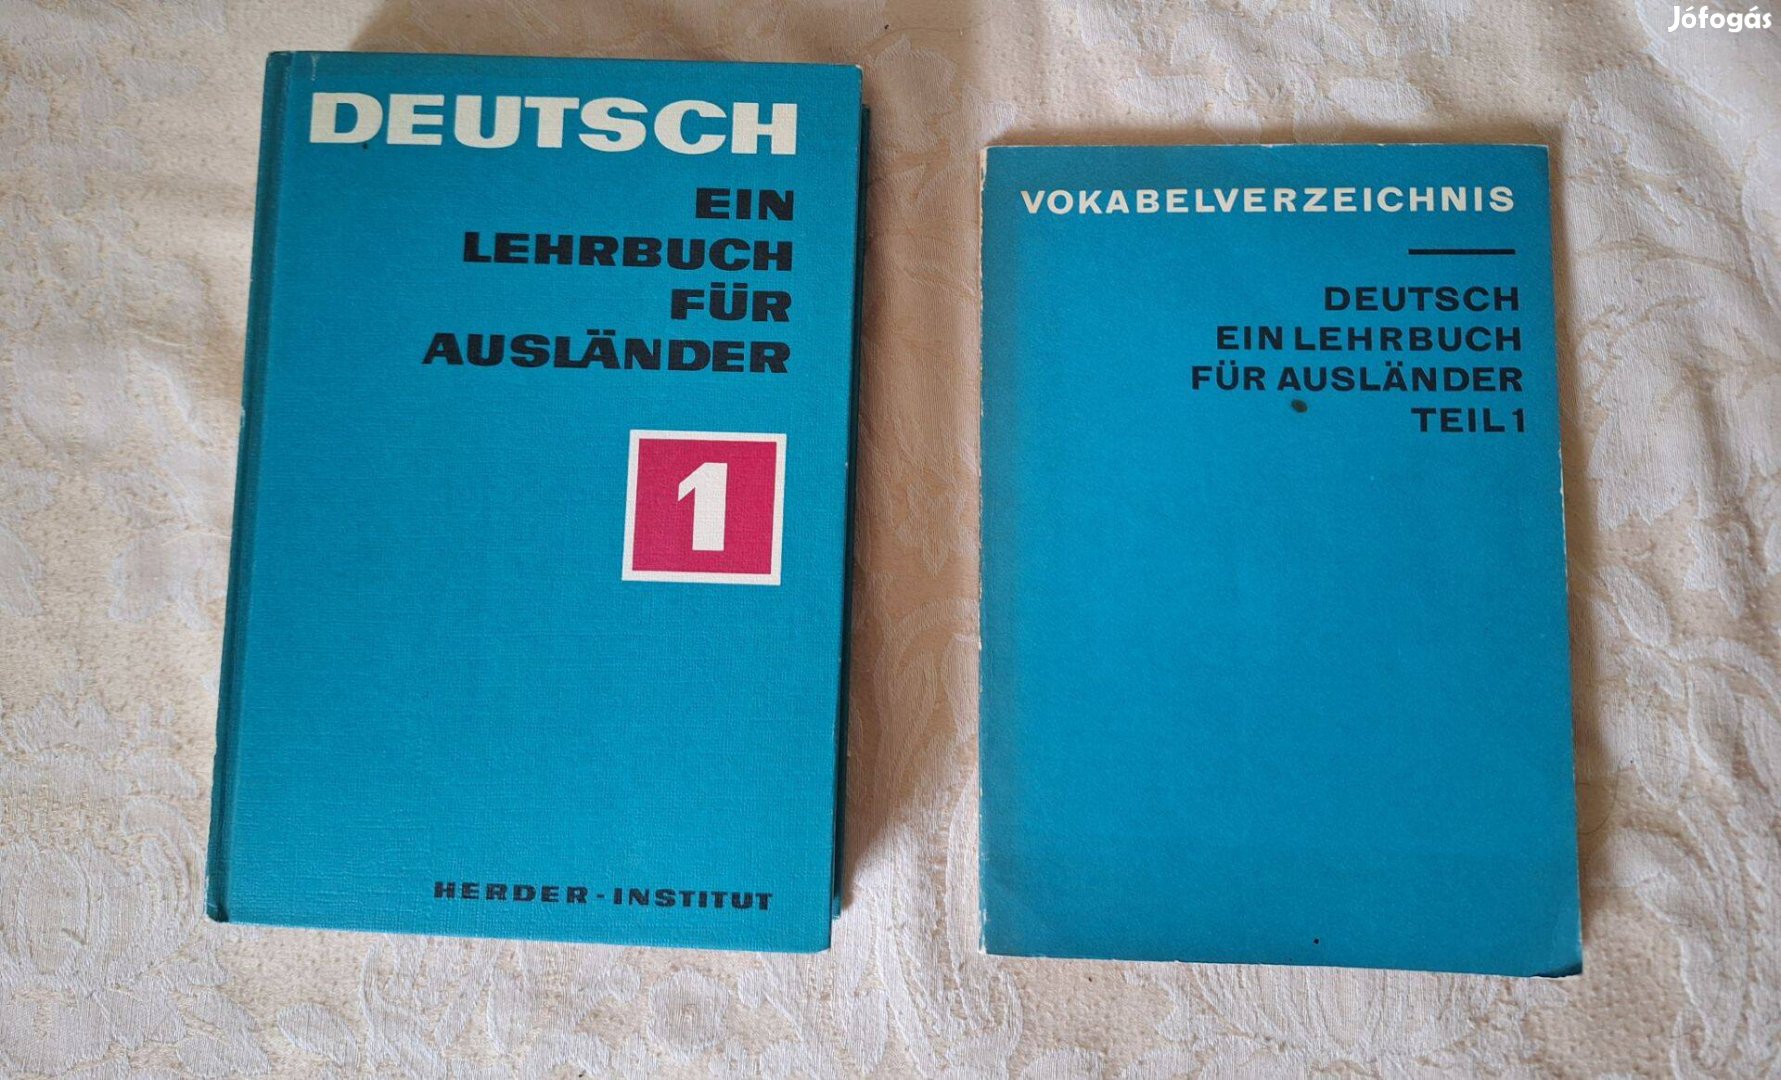 DEUTSCH
EIN
LEHRBUCH
FÜR
AUSLÄNDER
1
HERDER-INSTITUT
VOKABELVERZEICHNIS
DEUTSCH
EIN LEHRBUCH
FÜR AUSLÄNDER
TEIL 1
Jófogás